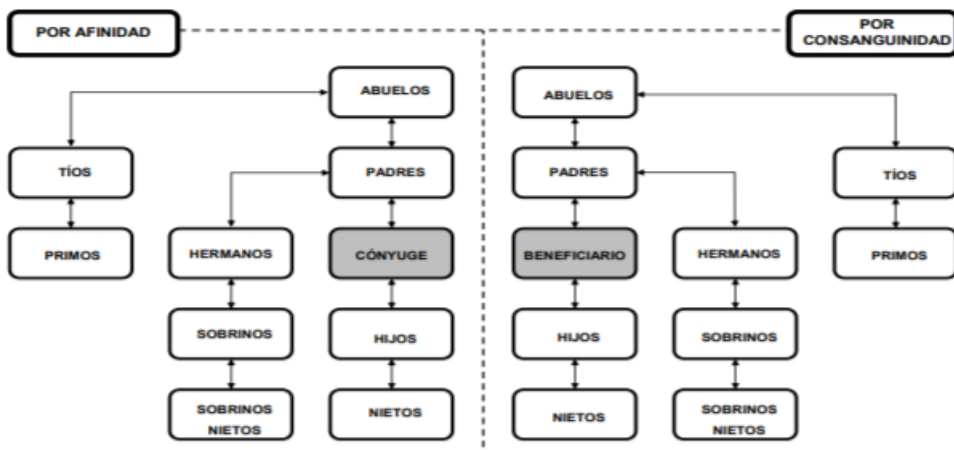 POR AFINIDAD
POR
CONSANGUINIDAD
ABUELOS
ABUELOS
TÍOS
PADRES
PADRES
TÍOS
PRIMOS
HERMANOS
CÓNYUGE
BENEFICIARIO
HERMANOS
PRIMOS
SOBRINOS
HIJOS
HIJOS
SOBRINOS
SOBRINOS
NIETOS
NIETOS
NIETOS
SOBRINOS
NIETOS